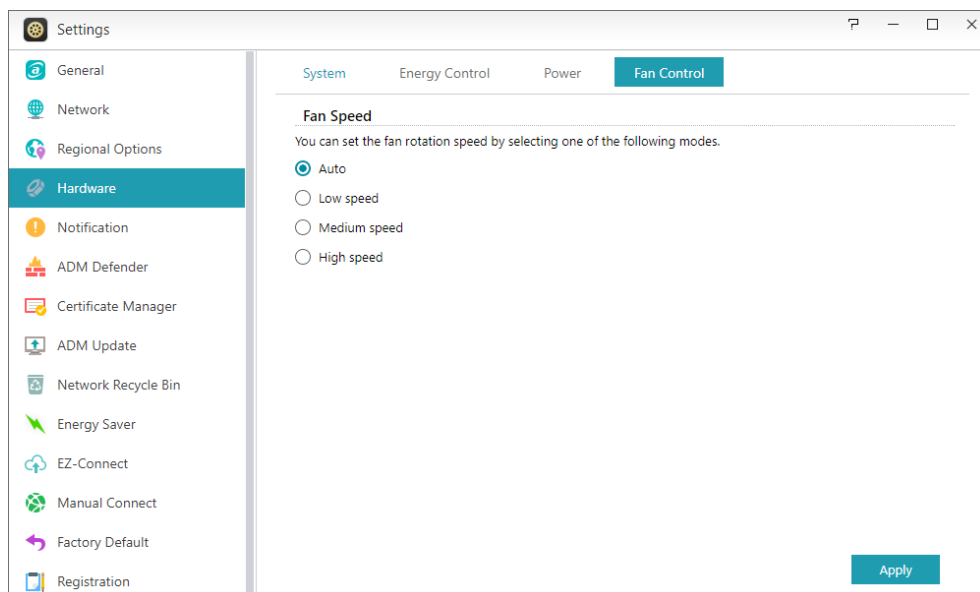 Settings
General
Network
Regional Options
Hardware
Notification
ADM Defender
Certificate Manager
ADM Update
Network Recycle Bin
Energy Saver
EZ-Connect
Manual Connect
Factory Default
Registration
System Energy Control Power Fan Control
Fan Speed
You can set the fan rotation speed by selecting one of the following modes.
Auto
Low speed
Medium speed
High speed
Apply